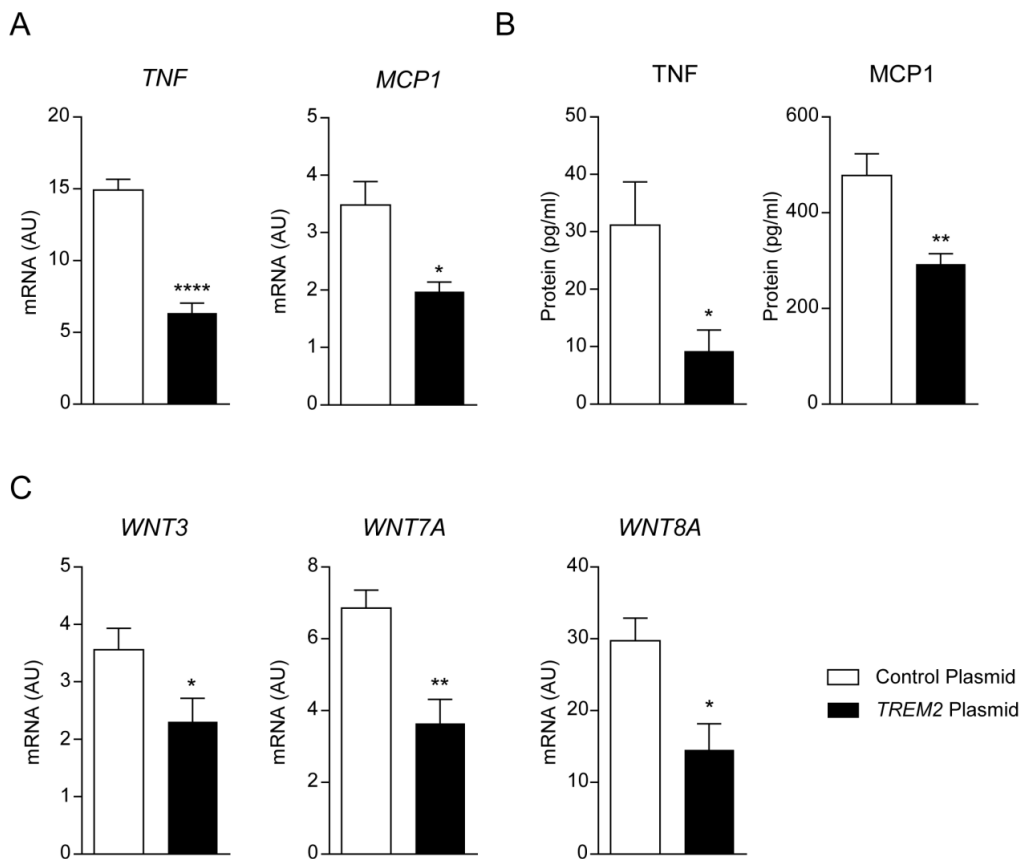 A
TNF
mRNA (AU)
20
15
10
5
0
****
MCP1
mRNA (AU)
5
4
3
2
1
0
*
B
TNF
Protein (pg/ml)
50
40
30
20
10
0
*
MCP1
Protein (pg/ml)
600
400
200
0
**
C
WNT3
mRNA (AU)
5
4
3
2
1
0
*
WNT7A
mRNA (AU)
8
6
4
2
0
**
WNT8A
mRNA (AU)
40
30
20
10
0
*
Control Plasmid
TREM2 Plasmid